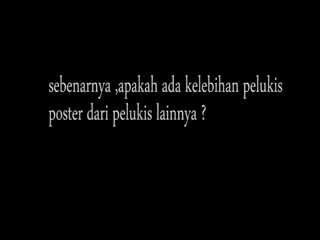 sebenarnya ,apakah ada kelebihan pelukis
poster dari pelukis lainnya ?